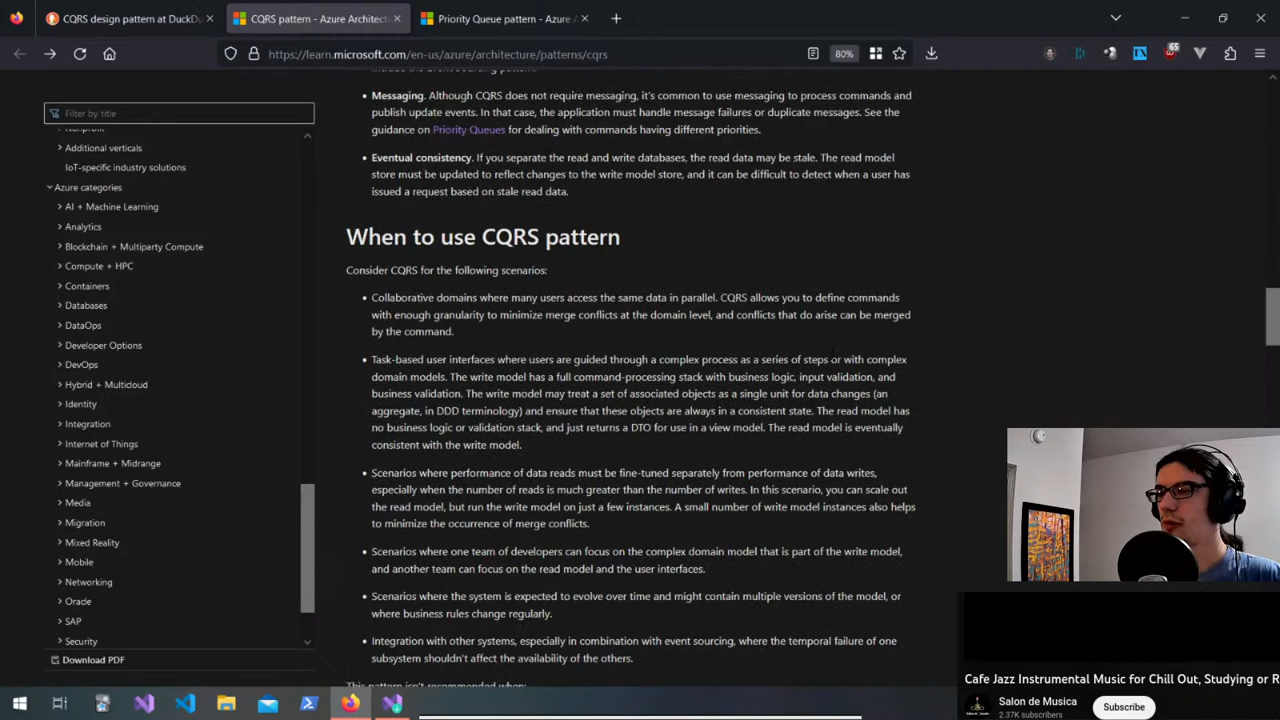 CQRS design pattern at DuckDu
CQRS pattern - Azure Architect
Priority Queue pattern - Azure A
https://learn.microsoft.com/en-us/azure/architecture/patterns/cqrs
80%
65
Filter by title
Nonprofit
Additional verticals
IoT-specific industry solutions
Azure categories
AI + Machine Learning
Analytics
Blockchain + Multiparty Compute
Compute + HPC
Containers
Databases
DataOps
Developer Options
DevOps
Hybrid + Multicloud
Identity
Integration
Internet of Things
Mainframe + Midrange
Management + Governance
Media
Migration
Mixed Reality
Mobile
Networking
Oracle
SAP
Security
Download PDF
include the Event Sourcing pattern.
Messaging. Although CQRS does not require messaging, it's common to use messaging to process commands and
publish update events. In that case, the application must handle message failures or duplicate messages. See the
guidance on Priority Queues for dealing with commands having different priorities.
Eventual consistency. If you separate the read and write databases, the read data may be stale. The read model
store must be updated to reflect changes to the write model store, and it can be difficult to detect when a user has
issued a request based on stale read data.
When to use CQRS pattern
Consider CQRS for the following scenarios:
Collaborative domains where many users access the same data in parallel. CQRS allows you to define commands
with enough granularity to minimize merge conflicts at the domain level, and conflicts that do arise can be merged
by the command.
Task-based user interfaces where users are guided through a complex process as a series of steps or with complex
domain models. The write model has a full command-processing stack with business logic, input validation, and
business validation. The write model may treat a set of associated objects as a single unit for data changes (an
aggregate, in DDD terminology) and ensure that these objects are always in a consistent state. The read model has
no business logic or validation stack, and just returns a DTO for use in a view model. The read model is eventually
consistent with the write model.
Scenarios where performance of data reads must be fine-tuned separately from performance of data writes,
especially when the number of reads is much greater than the number of writes. In this scenario, you can scale out
the read model, but run the write model on just a few instances. A small number of write model instances also helps
to minimize the occurrence of merge conflicts.
Scenarios where one team of developers can focus on the complex domain model that is part of the write model,
and another team can focus on the read model and the user interfaces.
Scenarios where the system is expected to evolve over time and might contain multiple versions of the model, or
where business rules change regularly.
Integration with other systems, especially in combination with event sourcing, where the temporal failure of one
subsystem shouldn't affect the availability of the others.
This pattern isn't recommended when:
Cafe Jazz Instrumental Music for Chill Out, Studying or R
Salon de Musica
2.37K subscribers
Subscribe